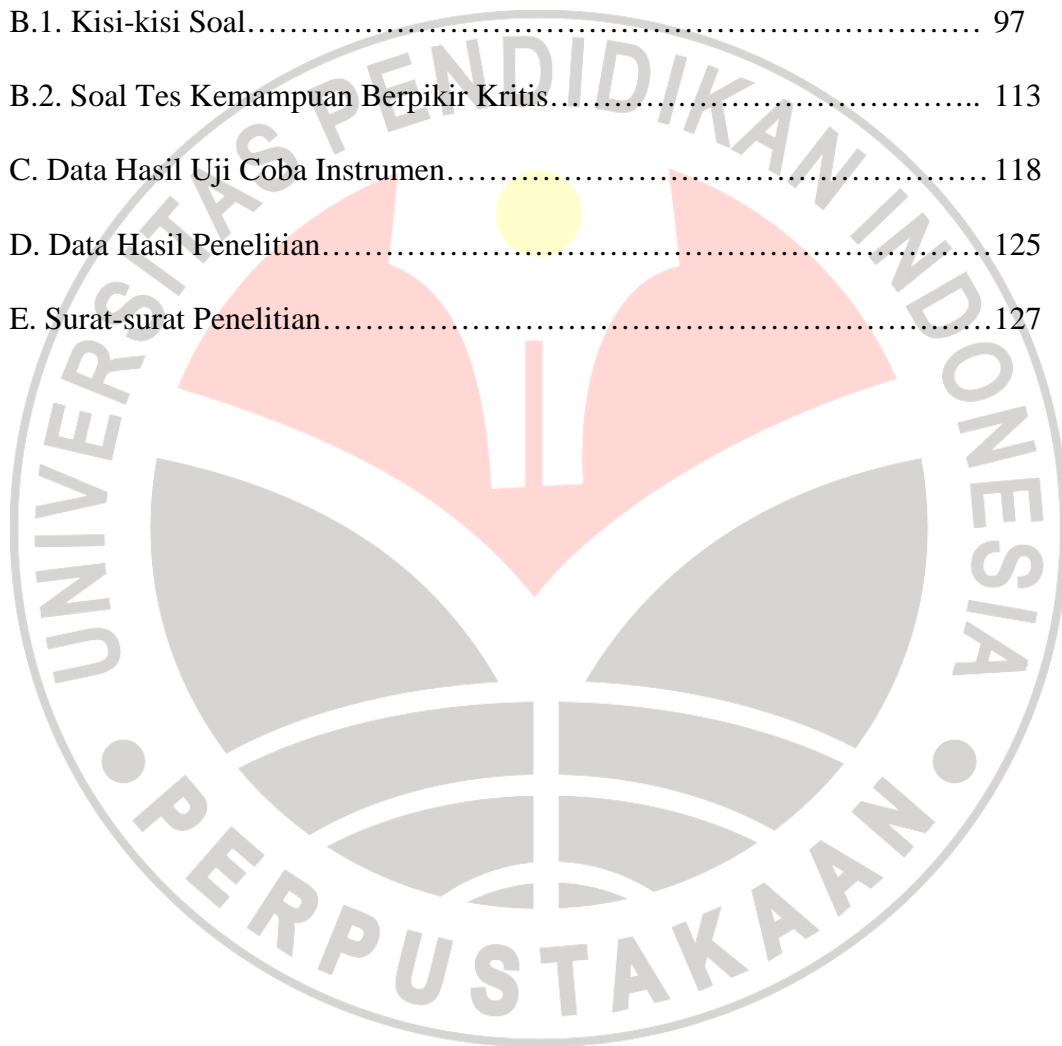 B.1. Kisi-kisi Soal…………………………………………………………… 97
B.2. Soal Tes Kemampuan Berpikir Kritis………………………………….. 113
C. Data Hasil Uji Coba Instrumen…………………………………………… 118
D. Data Hasil Penelitian………………………………………………………125
E. Surat-surat Penelitian………………………………………………………127
UNIVERSITAS PENDIDIKAN INDONESIA
PERPUSTAKAAN